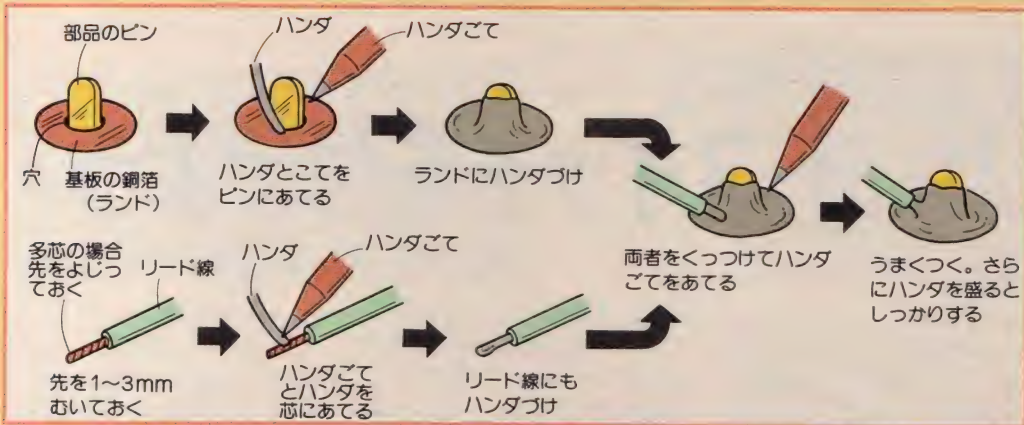 部品のピン
ハンダ
ハンダごて
穴
基板の銅箔
(ランド)
ハンダとこてを
ピンにあてる
ランドにハンダづけ
多芯の場合
先をよじっ
ておく
リード線
ハンダ
ハンダごて
先を1〜3mm
むいておく
ハンダごて
とハンダを
芯にあてる
リード線にも
ハンダづけ
両者をくっつけてハンダ
ごてをあてる
うまくつく。さら
にハンダを盛ると
しっかりする